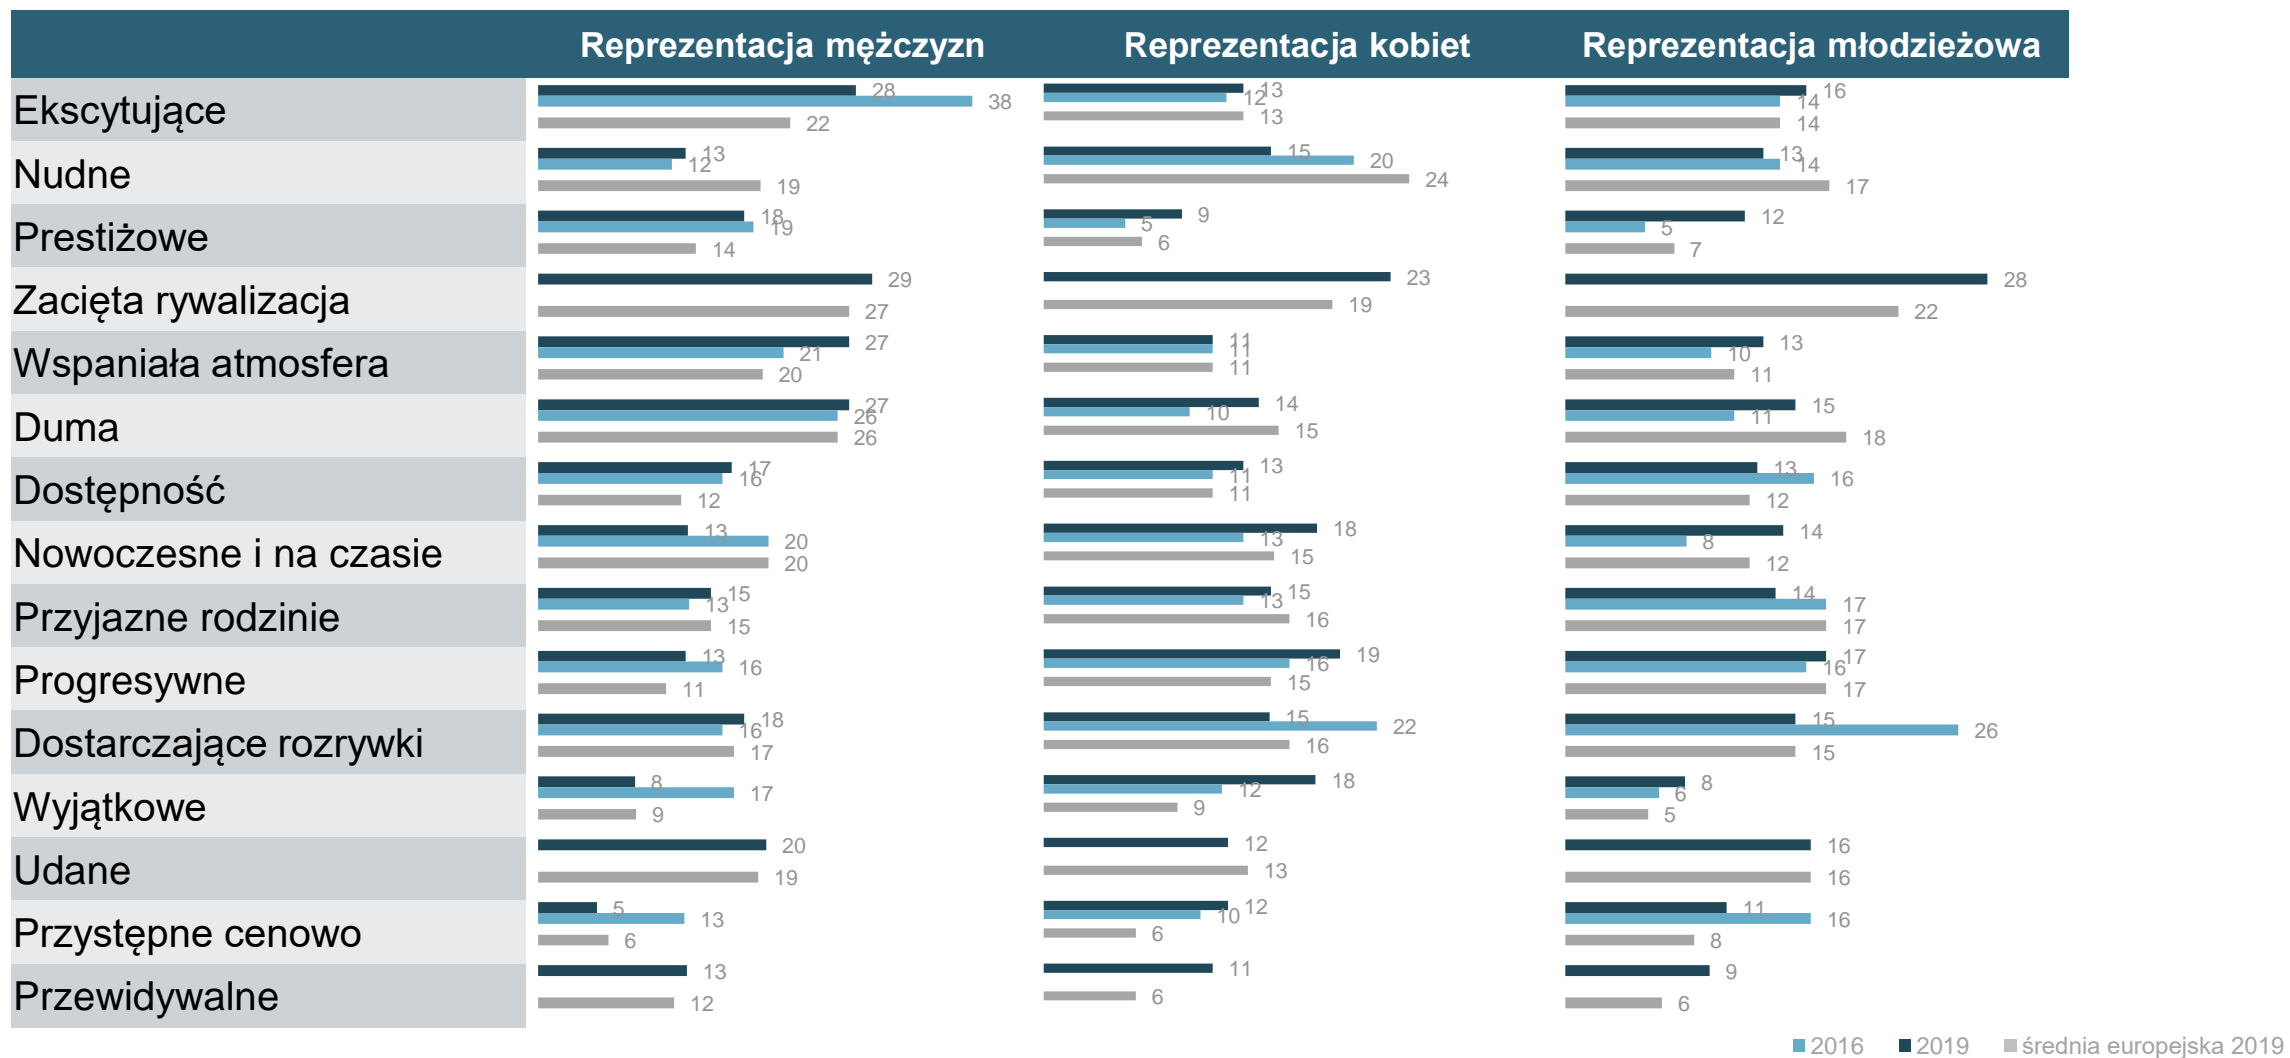 Reprezentacja mężczyzn Reprezentacja kobiet Reprezentacja młodzieżowa
Ekscytujące 28 38 22 13 12 13 16 14 14
Nudne 13 12 19 15 20 24 13 14 17
Prestiżowe 18 19 14 9 5 6 12 5 7
Zacięta rywalizacja 29 27 23 19 28 22
Wspaniała atmosfera 27 21 20 11 11 11 13 10 11
Duma 27 26 26 14 10 15 15 11 18
Dostępność 17 16 12 13 11 11 13 16 12
Nowoczesne i na czasie 13 20 20 18 13 15 14 8 12
Przyjazne rodzinie 15 13 15 15 13 16 14 17 17
Progresywne 13 16 11 19 16 15 17 16 17
Dostarczające rozrywki 18 16 17 15 22 16 15 26 15
Wyjątkowe 8 17 9 18 12 9 8 6 5
Udane 20 19 12 13 16 16
Przystępne cenowo 5 13 6 12 10 6 11 16 8
Przewidywalne 13 12 11 6 9 6
2016 2019 średnia europejska 2019